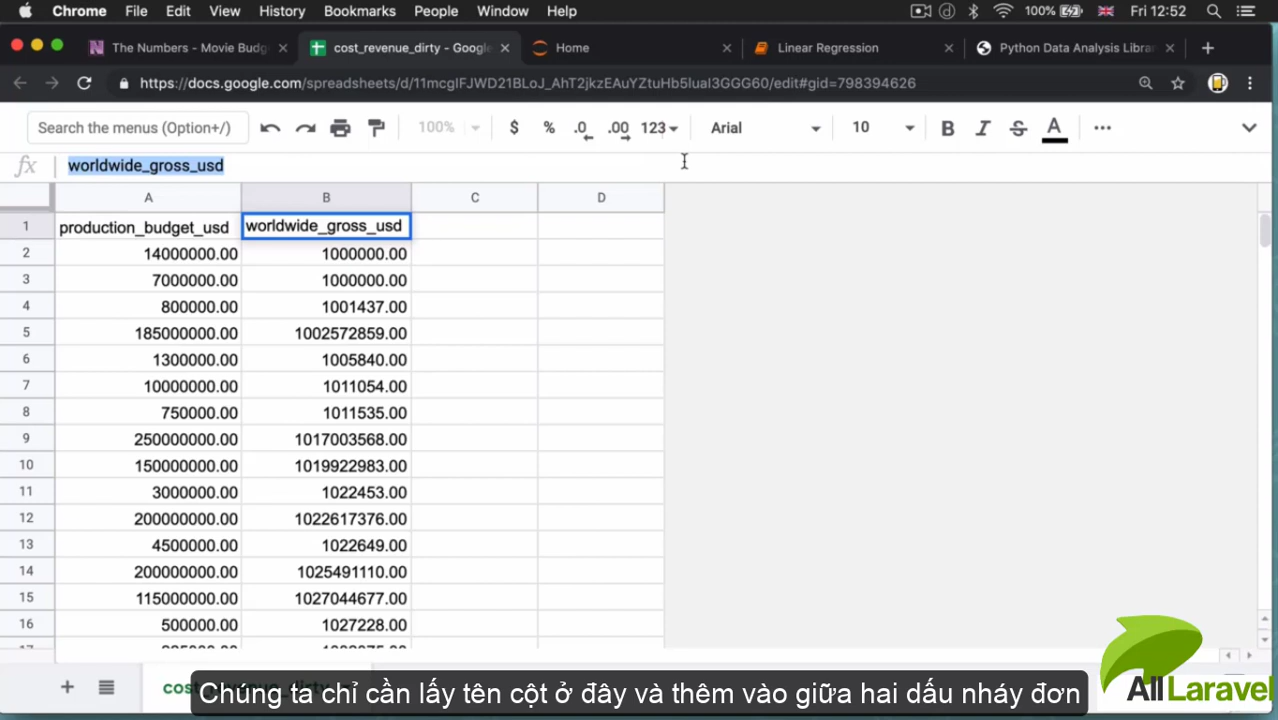 Chrome File Edit View History Bookmarks People Window Help 100% Fri 12:52
The Numbers - Movie Budg cost_revenue_dirty - Google Home Linear Regression Python Data Analysis Libra
https://docs.google.com/spreadsheets/d/
Search the menus (Option+/) 100% $ % .0 .00 123 Arial 10 B I S A
fx worldwide_gross_usd
A B C D
1 production_budget_usd worldwide_gross_usd
2 14000000.00 1000000.00
3 7000000.00 1000000.00
4 800000.00 1001437.00
5 185000000.00 1002572859.00
6 1300000.00 1005840.00
7 10000000.00 1011054.00
8 750000.00 1011535.00
9 250000000.00 1017003568.00
10 150000000.00 1019922983.00
11 3000000.00 1022453.00
12 200000000.00 1022617376.00
13 4500000.00 1022649.00
14 200000000.00 1025491110.00
15 115000000.00 1027044677.00
16 500000.00 1027228.00
Chúng ta chỉ cần lấy tên cột ở đây và thêm vào giữa hai dấu nháy đơn
AllLaravel